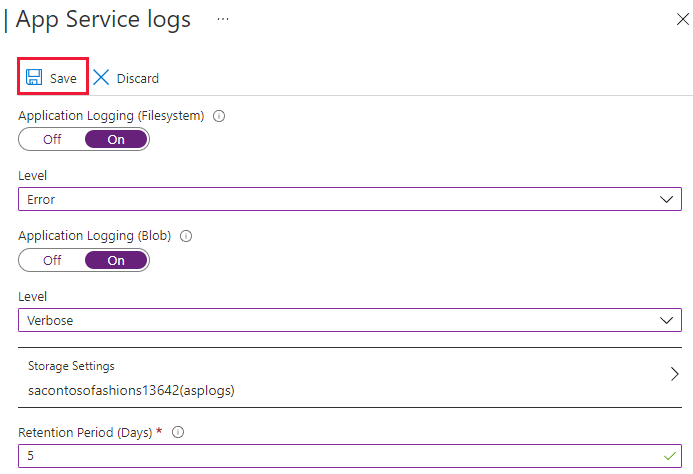 App Service logs ...
Save Discard
Application Logging (Filesystem)
Off On
Level
Error
Application Logging (Blob)
Off On
Level
Verbose
Storage Settings
sacontosofashions13642(asplogs)
Retention Period (Days) *
5